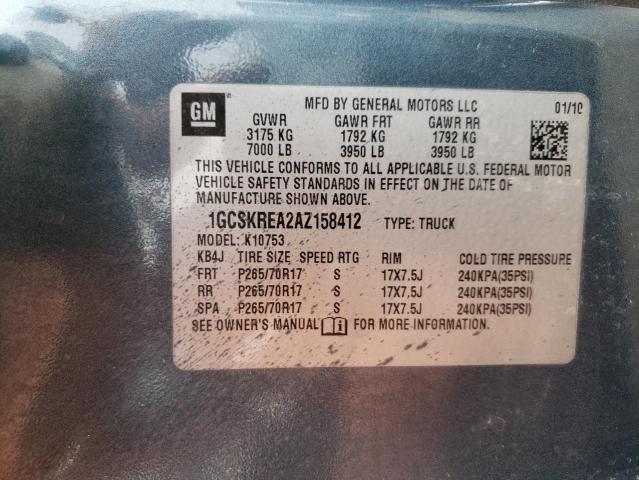 GM
MFD BY GENERAL MOTORS LLC 01/10
GVWR GAWR FRT GAWR RR
3175 KG 1792 KG 1792 KG
7000 LB 3950 LB 3950 LB
THIS VEHICLE CONFORMS TO ALL APPLICABLE U.S. FEDERAL MOTOR
VEHICLE SAFETY STANDARDS IN EFFECT ON THE DATE OF
MANUFACTURE SHOWN ABOVE.
1GCSKREA2AZ158412 TYPE: TRUCK
MODEL: K10753
KB4J TIRE SIZE SPEED RTG RIM COLD TIRE PRESSURE
FRT P265/70R17 S 17X7.5J 240KPA(35PSI)
RR P265/70R17 S 17X7.5J 240KPA(35PSI)
SPA P265/70R17 S 17X7.5J 240KPA(35PSI)
SEE OWNER'S MANUAL i FOR MORE INFORMATION.